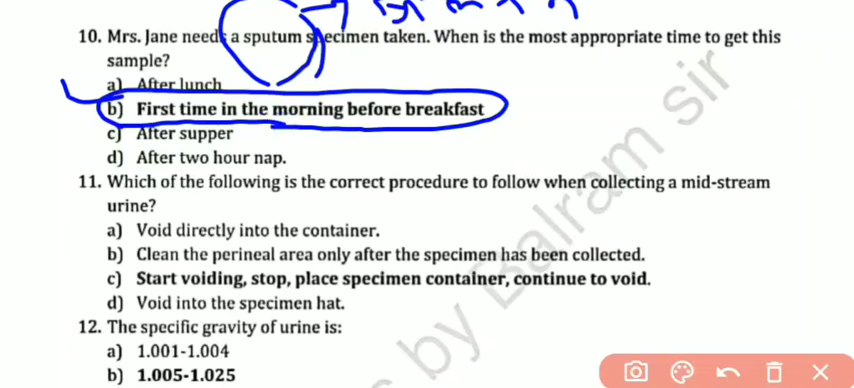 10. Mrs. Jane needs a sputum specimen taken. When is the most appropriate time to get this
sample?
a) After lunch
b) First time in the morning before breakfast
c) After supper
d) After two hour nap.
11. Which of the following is the correct procedure to follow when collecting a mid-stream
urine?
a) Void directly into the container.
b) Clean the perineal area only after the specimen has been collected.
c) Start voiding, stop, place specimen container, continue to void.
d) Void into the specimen hat.
12. The specific gravity of urine is:
a) 1.001-1.004
b) 1.005-1.025
by Balram sir